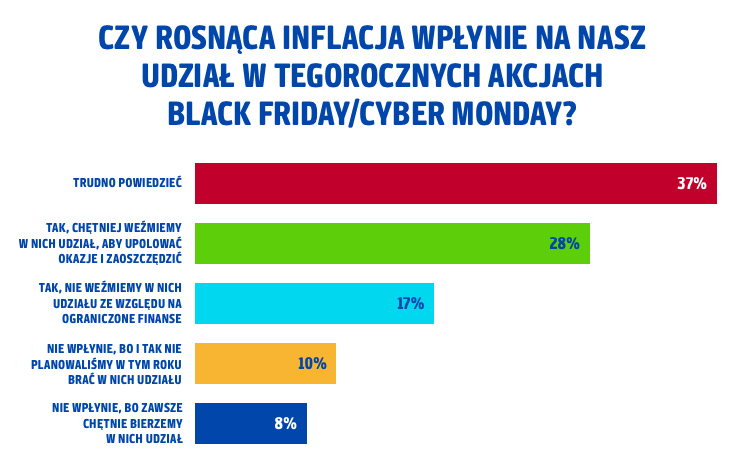 CZY ROSNĄCA INFLACJA WPŁYNIE NA NASZ
UDZIAŁ W TEGOROCZNYCH AKCJACH
BLACK FRIDAY/CYBER MONDAY?
TRUDNO POWIEDZIEĆ
37%
TAK, CHĘTNIEJ WEŹMIEMY
W NICH UDZIAŁ, ABY UPOLOWAĆ
OKAZJE I ZAOSZCZĘDZIĆ
28%
TAK, NIE WEŹMIEMY W NICH
UDZIAŁU ZE WZGLĘDU NA
OGRANICZONE FINANSE
17%
NIE WPŁYNIE, BO I TAK NIE
PLANOWALIŚMY W TYM ROKU
BRAĆ W NICH UDZIAŁU
10%
NIE WPŁYNIE, BO ZAWSZE
CHĘTNIE BIERZEMY
W NICH UDZIAŁ
8%